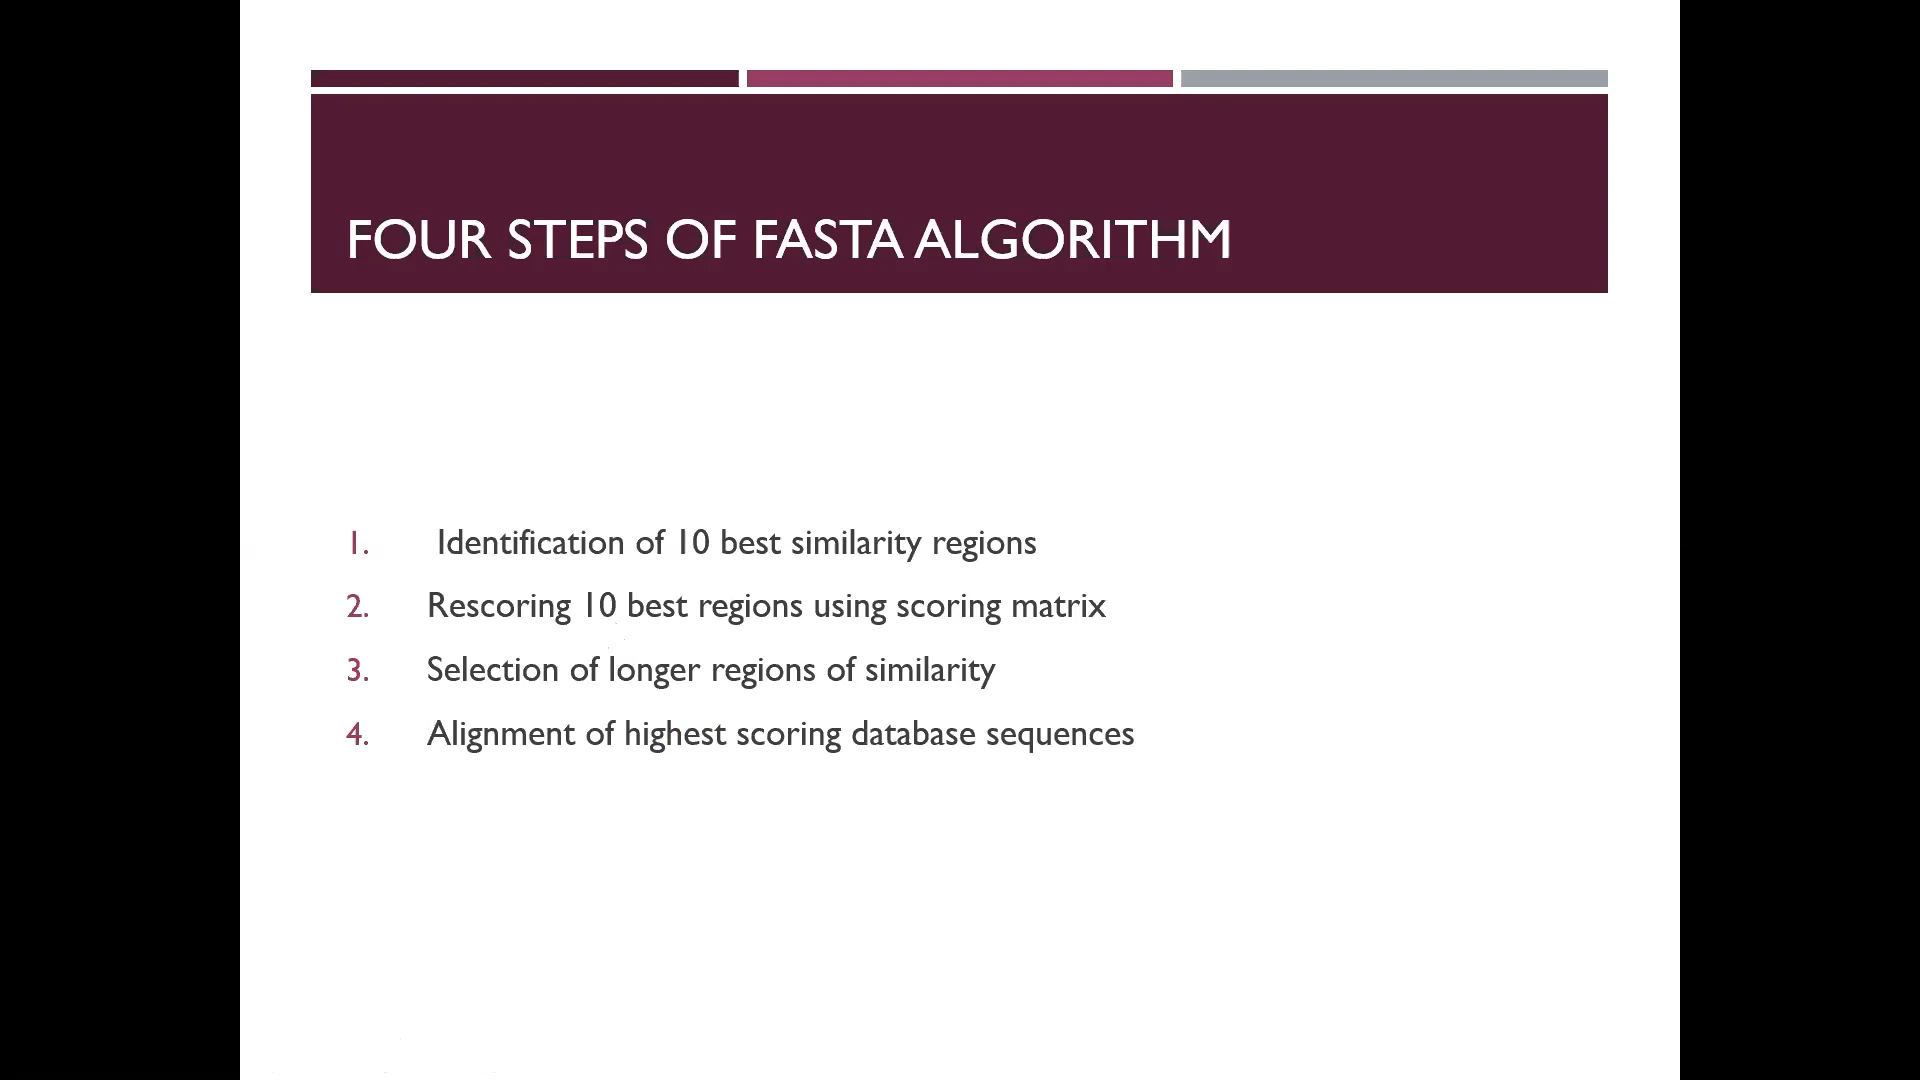 FOUR STEPS OF FASTA ALGORITHM
1. Identification of 10 best similarity regions
2. Rescoring 10 best regions using scoring matrix
3. Selection of longer regions of similarity
4. Alignment of highest scoring database sequences